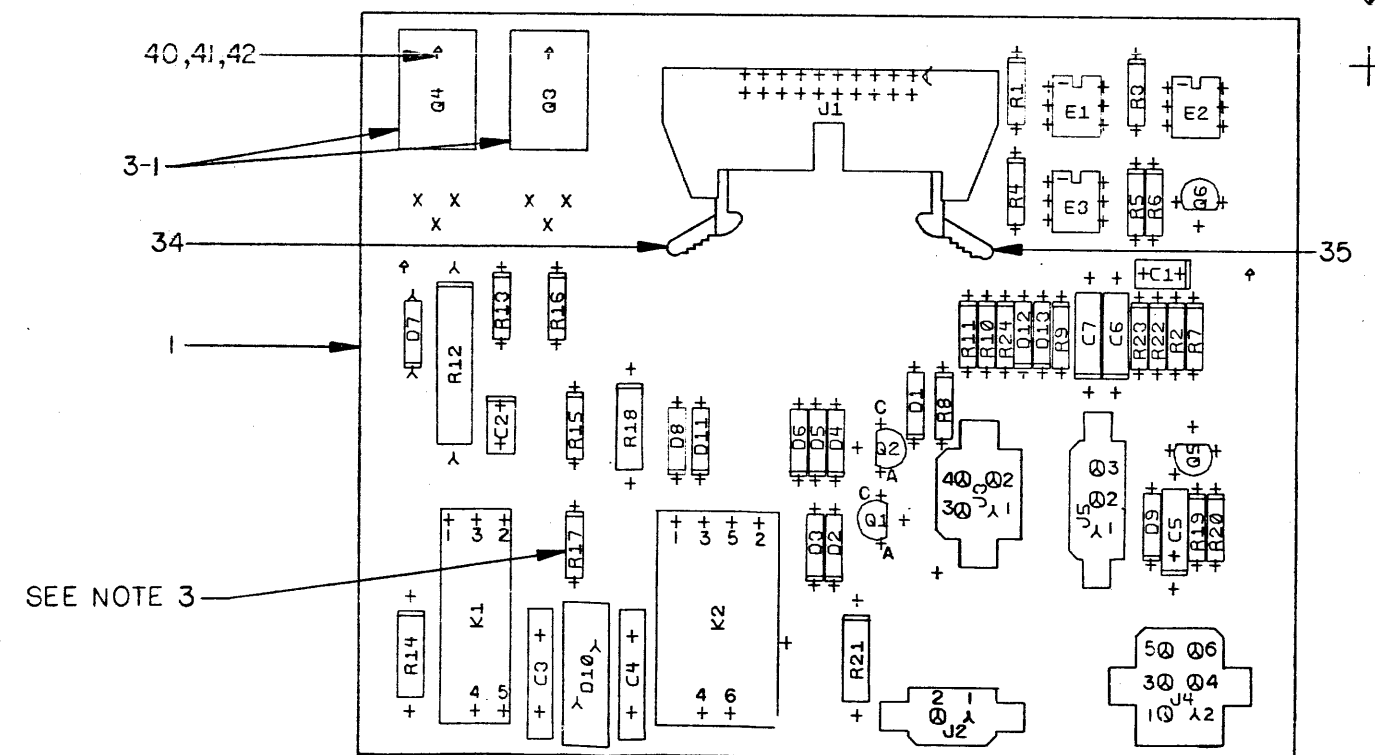 40,41,42
Q4
Q3
J1
R1
E1
R3
E2
3-1
R4
E3
R5
R6
Q6
X X
X
X X
X
34
35
C1
D7
R12
R13
R16
R11
R10
R24
D12
D13
R9
C7
C6
R23
R22
R2
R7
1
C2
R15
R18
D8
D11
D6
D5
D4
C
Q2
A
D1
R8
Q5
4 2
3 1
J3
3
2
1
J5
C
Q1
A
D9
C5
R19
R20
1 3 2
R17
1 3 5 2
D3
D2
SEE NOTE 3
R14
K1
4 5
C3
D10
C4
K2
4 6
R21
2 1
J2
5 6
3 4
J4
1 2